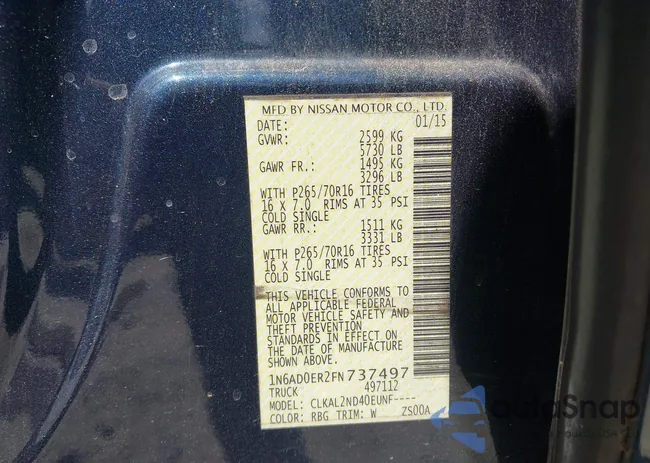 MFD BY NISSAN MOTOR CO., LTD.
DATE: 01/15
GVWR: 2599 KG
5730 LB
GAWR FR.: 1495 KG
3296 LB
WITH P265/70R16 TIRES
16 X 7.0 RIMS AT 35 PSI
COLD SINGLE
GAWR RR.: 1511 KG
3331 LB
WITH P265/70R16 TIRES
16 X 7.0 RIMS AT 35 PSI
COLD SINGLE
THIS VEHICLE CONFORMS TO
ALL APPLICABLE FEDERAL
MOTOR VEHICLE SAFETY AND
THEFT PREVENTION
STANDARDS IN EFFECT ON
THE DATE OF MANUFACTURE
SHOWN ABOVE.
1N6AD0ER2FN737497
TRUCK 497112
MODEL: CLKAL2ND40EUNF----
COLOR: RBG TRIM: W ZS00A
AutaSnap